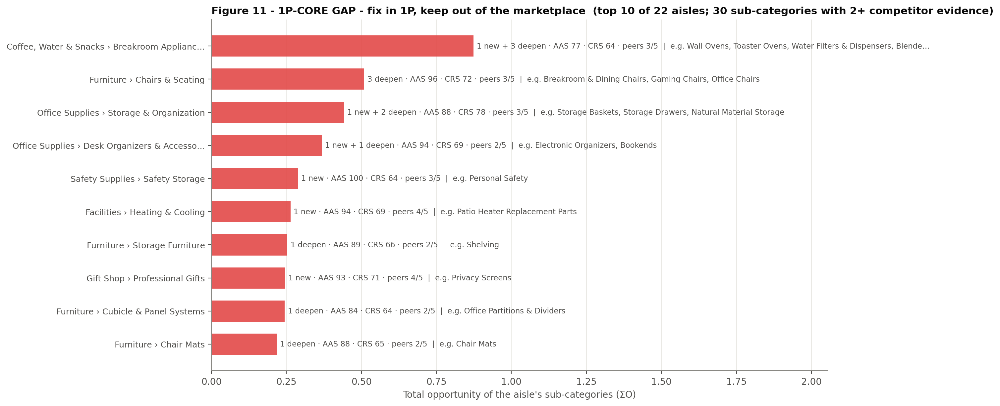 Figure 11 - 1P-CORE GAP - fix in 1P, keep out of the marketplace  (top 10 of 22 aisles; 30 sub-categories with 2+ competitor evidence)
Coffee, Water & Snacks › Breakroom Applianc…
1 new + 3 deepen · AAS 77 · CRS 64 · peers 3/5  |  e.g. Wall Ovens, Toaster Ovens, Water Filters & Dispensers, Blende…
Furniture › Chairs & Seating
3 deepen · AAS 96 · CRS 72 · peers 3/5  |  e.g. Breakroom & Dining Chairs, Gaming Chairs, Office Chairs
Office Supplies › Storage & Organization
1 new + 2 deepen · AAS 88 · CRS 78 · peers 3/5  |  e.g. Storage Baskets, Storage Drawers, Natural Material Storage
Office Supplies › Desk Organizers & Accesso…
1 new + 1 deepen · AAS 94 · CRS 69 · peers 2/5  |  e.g. Electronic Organizers, Bookends
Safety Supplies › Safety Storage
1 new · AAS 100 · CRS 64 · peers 3/5  |  e.g. Personal Safety
Facilities › Heating & Cooling
1 new · AAS 94 · CRS 69 · peers 4/5  |  e.g. Patio Heater Replacement Parts
Furniture › Storage Furniture
1 deepen · AAS 89 · CRS 66 · peers 2/5  |  e.g. Shelving
Gift Shop › Professional Gifts
1 new · AAS 93 · CRS 71 · peers 4/5  |  e.g. Privacy Screens
Furniture › Cubicle & Panel Systems
1 deepen · AAS 84 · CRS 64 · peers 2/5  |  e.g. Office Partitions & Dividers
Furniture › Chair Mats
1 deepen · AAS 88 · CRS 65 · peers 2/5  |  e.g. Chair Mats
0.00 0.25 0.50 0.75 1.00 1.25 1.50 1.75 2.00
Total opportunity of the aisle's sub-categories (ΣO)